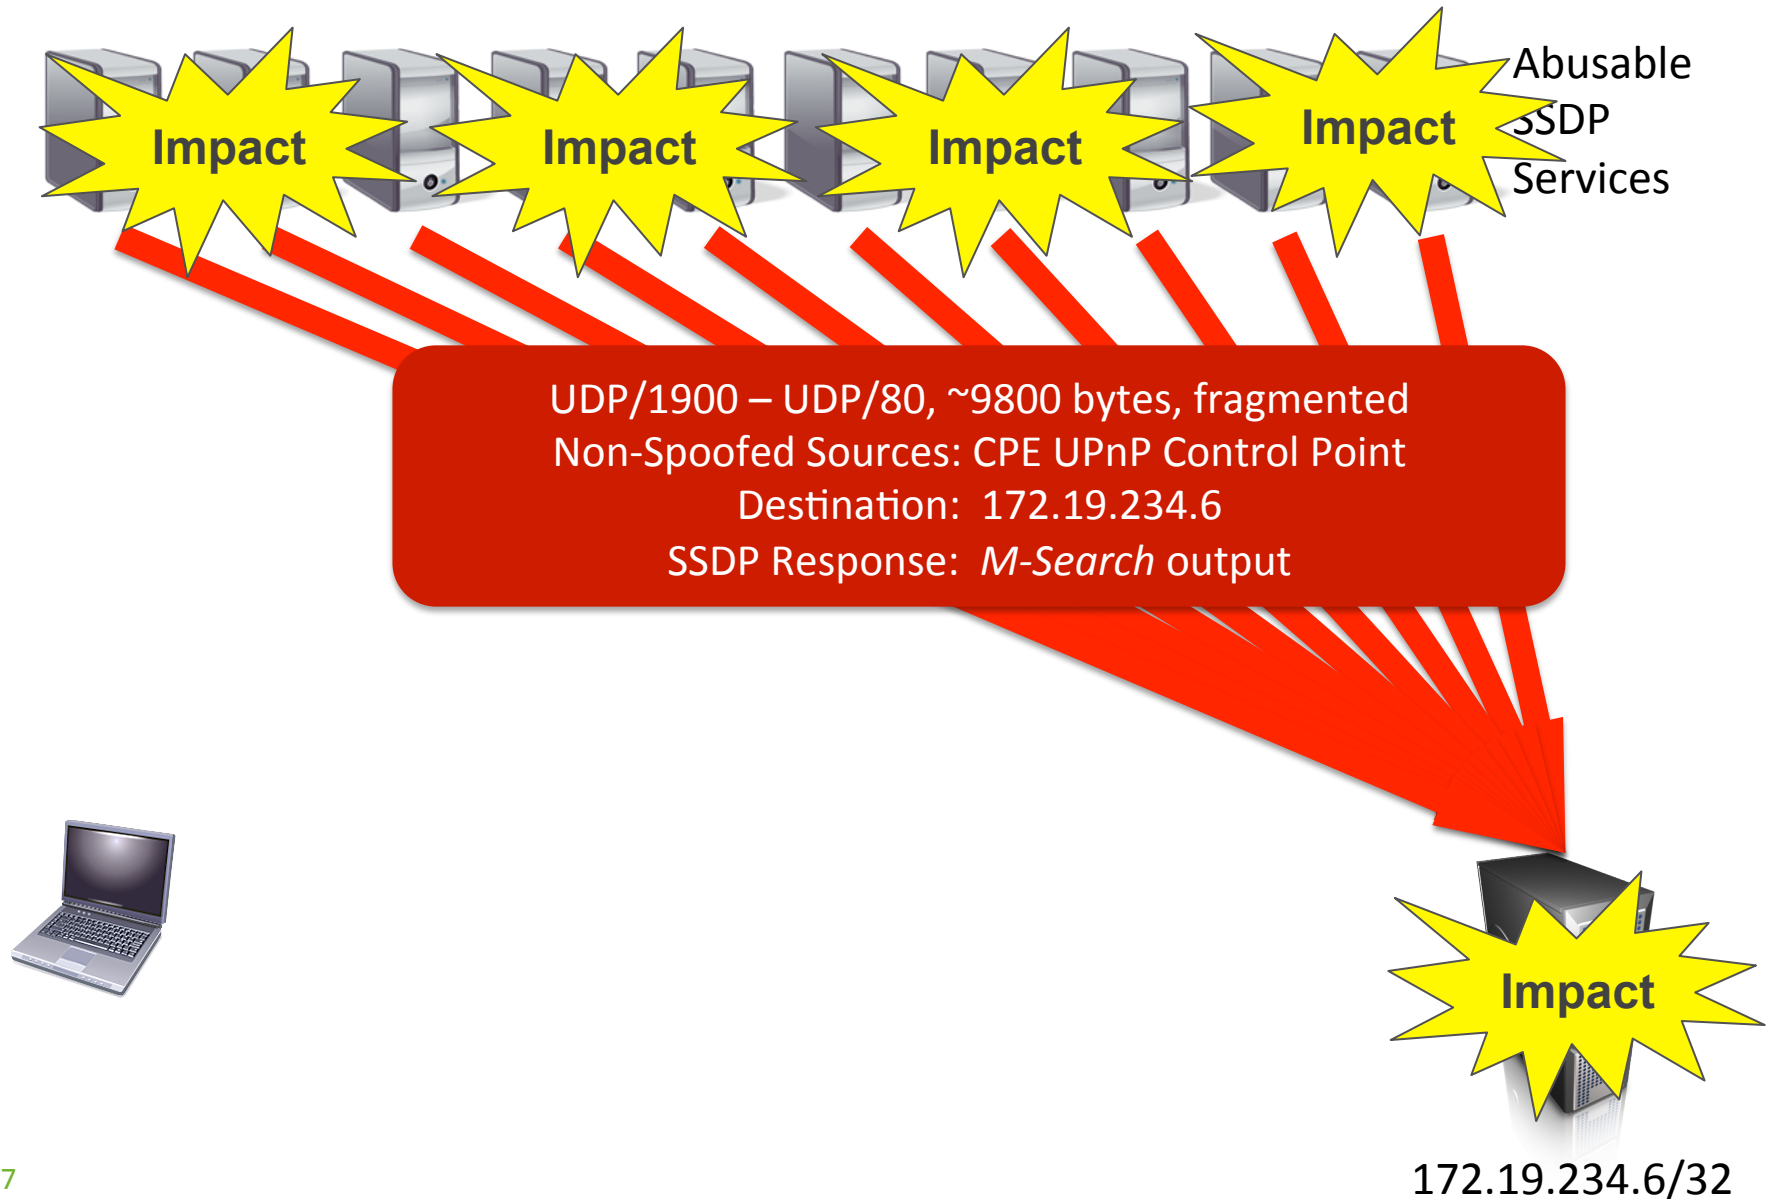 Abusable
SSDP
Services
Impact
Impact
Impact
Impact
UDP/1900 – UDP/80, ~9800 bytes, fragmented
Non-Spoofed Sources: CPE UPnP Control Point
Destination: 172.19.234.6
SSDP Response: M-Search output
Impact
172.19.234.6/32
7